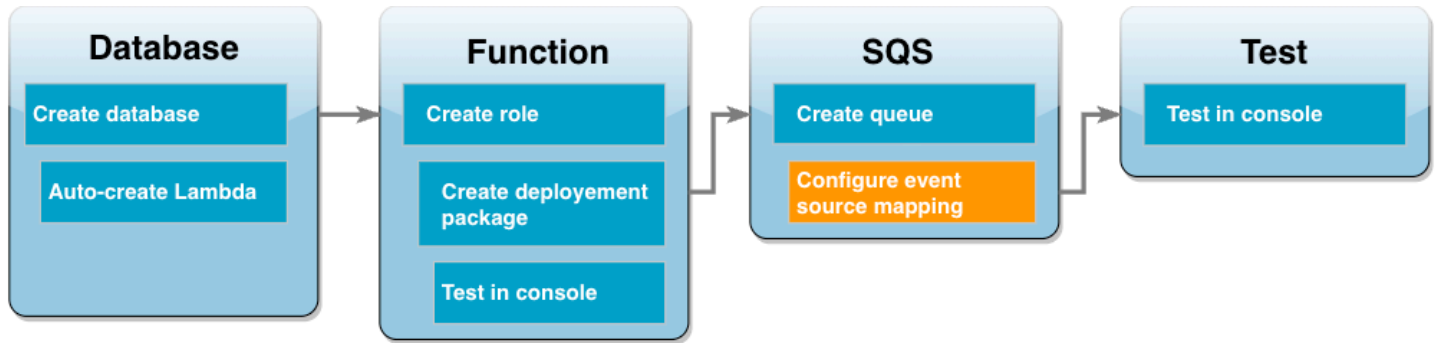 Database
Create database
Auto-create Lambda
Function
Create role
Create deployement
package
Test in console
SQS
Create queue
Configure event
source mapping
Test
Test in console